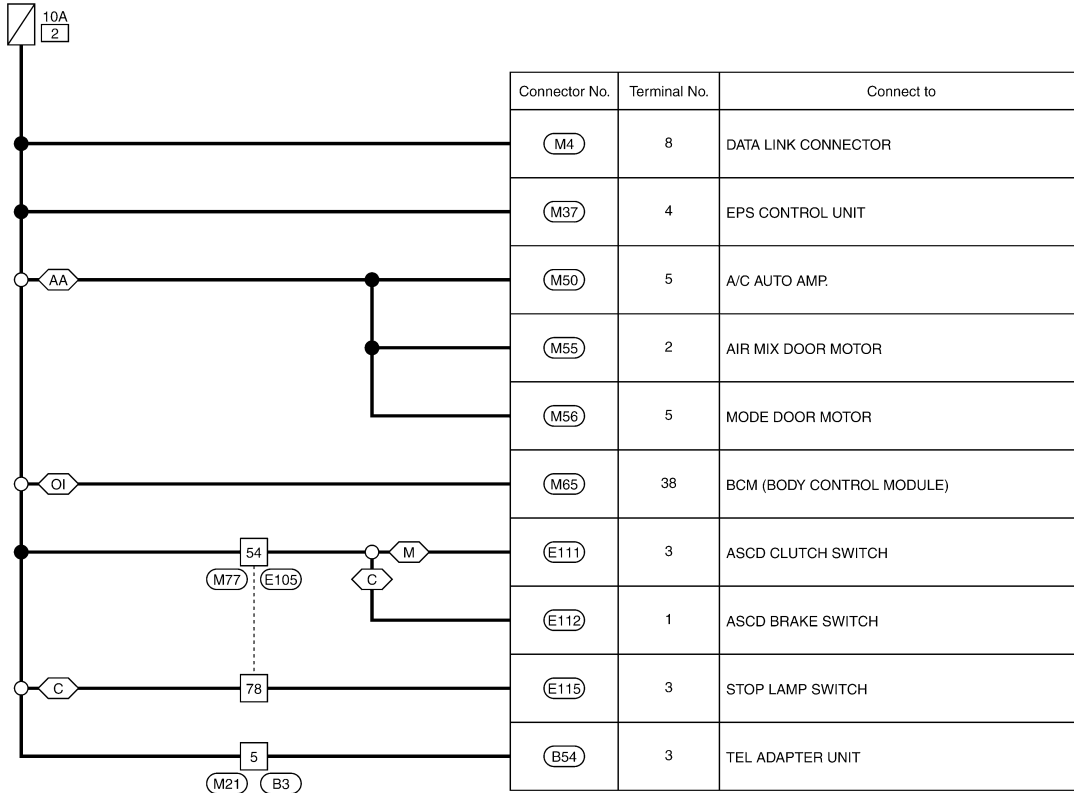 10A
2
Connector No. Terminal No. Connect to
M4 8 DATA LINK CONNECTOR
M37 4 EPS CONTROL UNIT
AA M50 5 A/C AUTO AMP.
M55 2 AIR MIX DOOR MOTOR
M56 5 MODE DOOR MOTOR
OI M65 38 BCM (BODY CONTROL MODULE)
54 M E111 3 ASCD CLUTCH SWITCH
M77 E105 C
E112 1 ASCD BRAKE SWITCH
C 78 E115 3 STOP LAMP SWITCH
5 B54 3 TEL ADAPTER UNIT
M21 B3